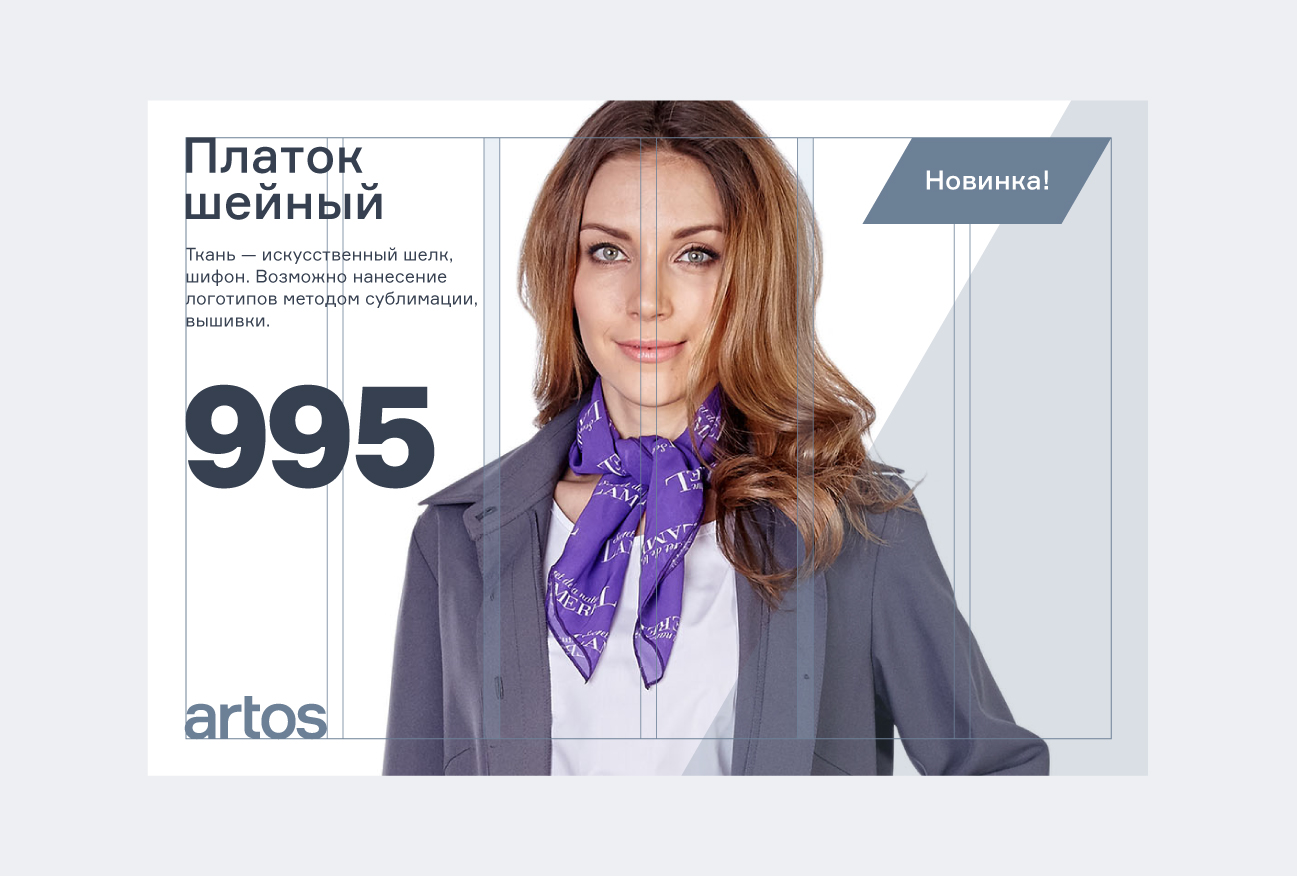 Платок
шейный
Новинка!
Ткань — искусственный шелк,
шифон. Возможно нанесение
логотипов методом сублимации,
вышивки.
995
artos